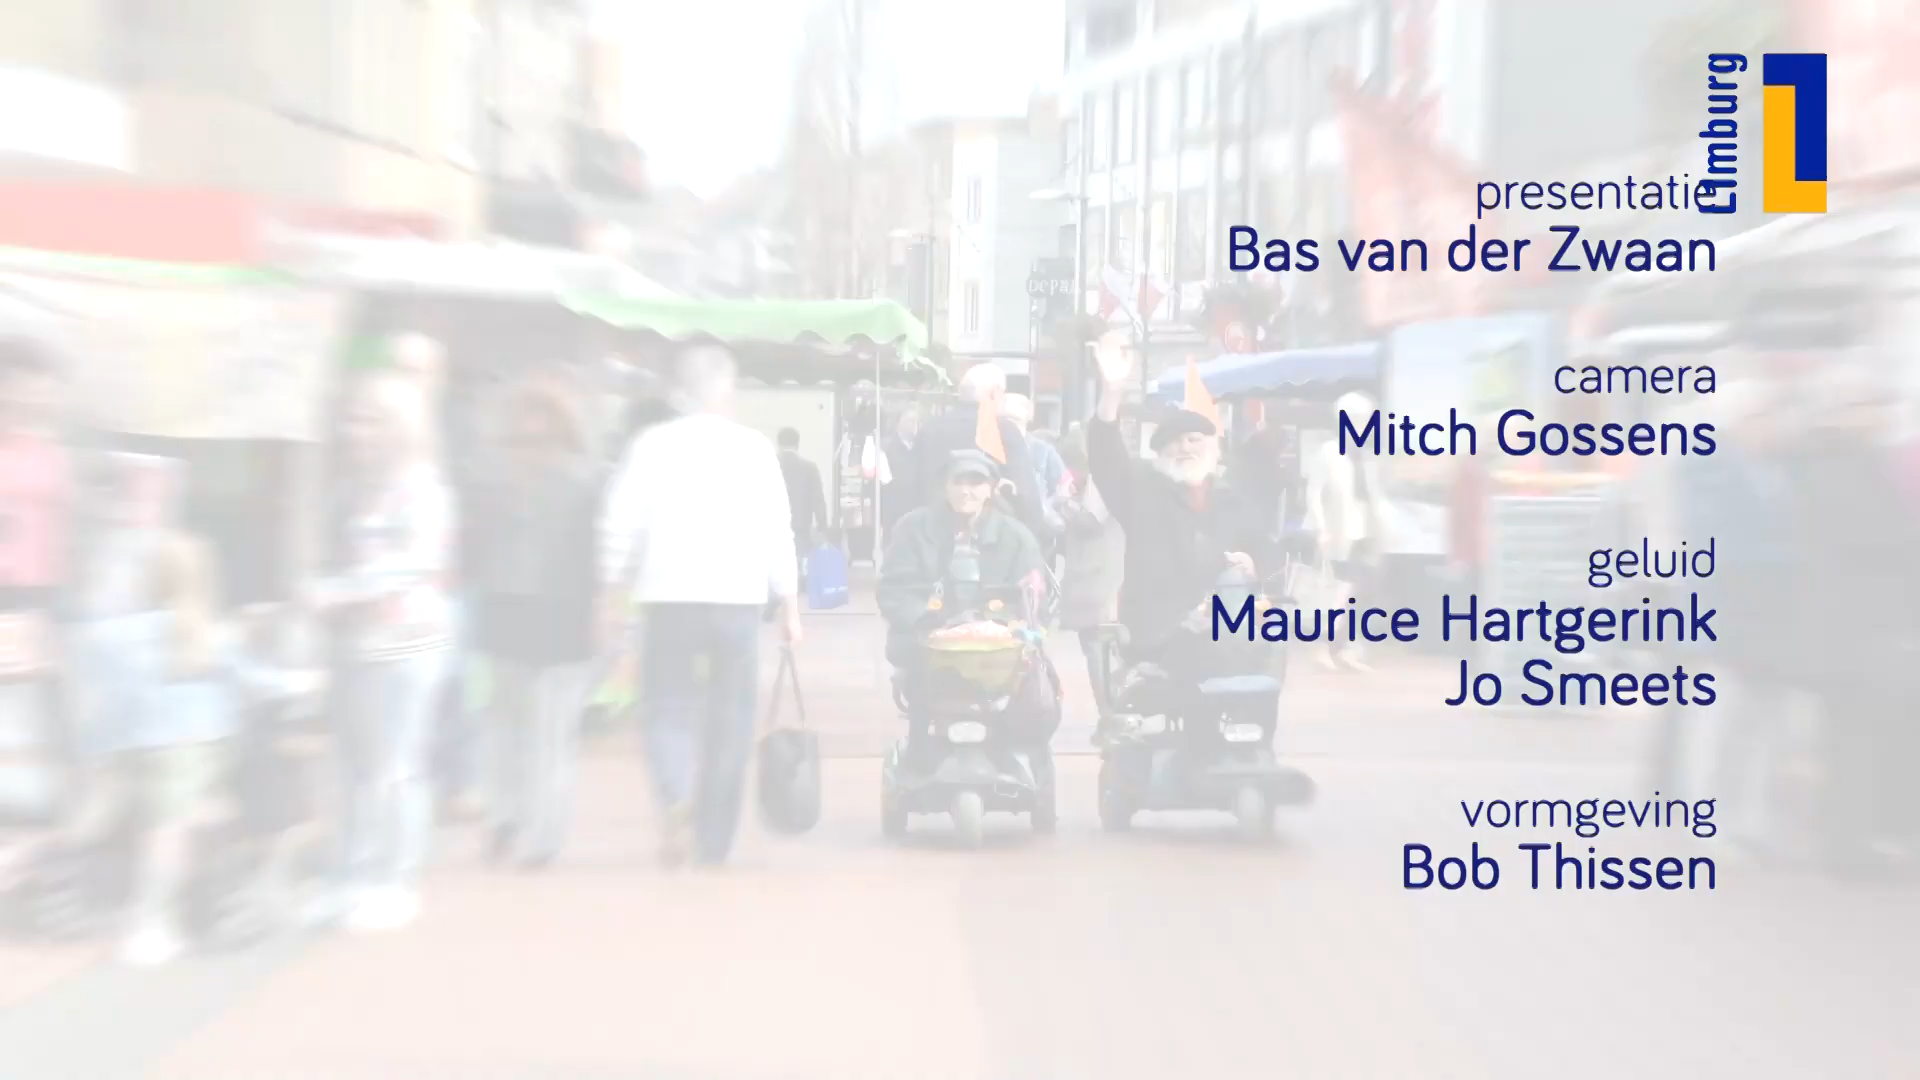 Limburg
presentatie
Bas van der Zwaan
camera
Mitch Gossens
geluid
Maurice Hartgerink
Jo Smeets
vormgeving
Bob Thissen